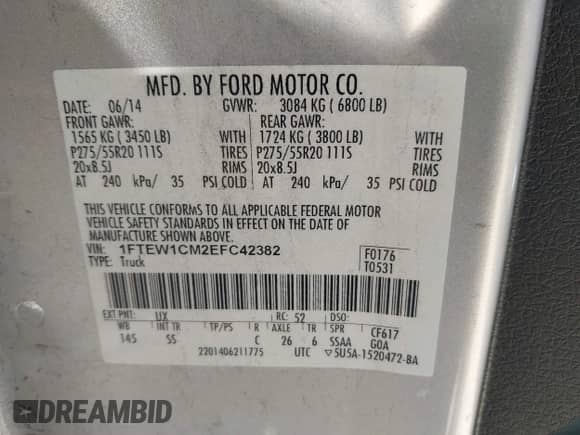 MFD. BY FORD MOTOR CO.
DATE: 06/14 GVWR: 3084 KG ( 6800 LB)
FRONT GAWR: REAR GAWR:
1565 KG ( 3450 LB) WITH 1724 KG ( 3800 LB) WITH
P275/55R20 111S TIRES P275/55R20 111S TIRES
20x8.5J RIMS 20x8.5J RIMS
AT 240 kPa/ 35 PSI COLD AT 240 kPa/ 35 PSI COLD
THIS VEHICLE CONFORMS TO ALL APPLICABLE FEDERAL MOTOR
VEHICLE SAFETY STANDARDS IN EFFECT ON THE DATE OF
MANUFACTURE SHOWN ABOVE.
VIN: 1FTEW1CM2EFC42382
TYPE: Truck
F0176
T0531
EXT PNT: UX RC: 52 DSO:
WB INT TR TP/PS R AXLE TR SPR CF617
145 SS C 26 6 SSAA G0A
2201406211775 UTC ▽5U5A-1520472-BA
DREAMBID